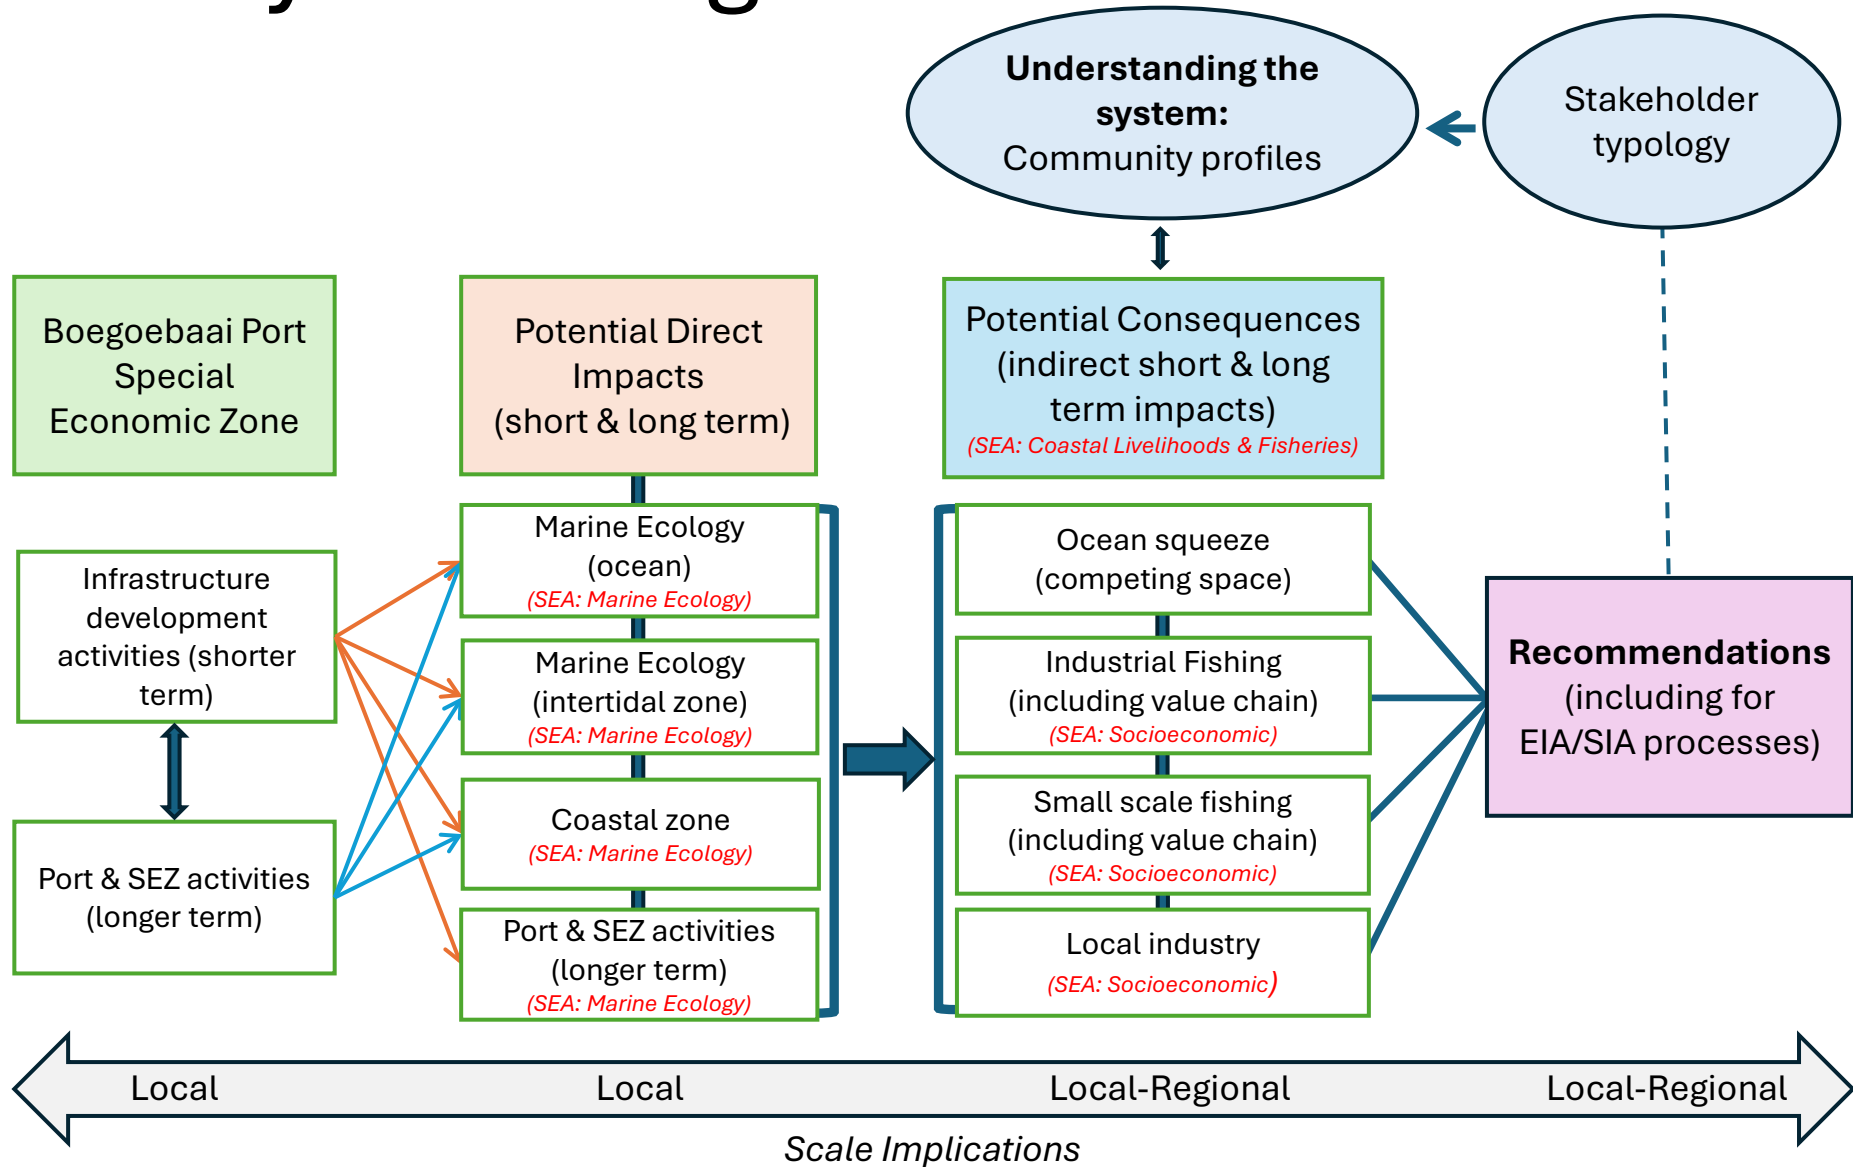 Understanding the
system:
Community profiles
Stakeholder
typology
Boegoebaai Port
Special
Economic Zone
Potential Direct
Impacts
(short & long term)
Potential Consequences
(indirect short & long
term impacts)
(SEA: Coastal Livelihoods & Fisheries)
Infrastructure
development
activities (shorter
term)
Port & SEZ activities
(longer term)
Marine Ecology
(ocean)
(SEA: Marine Ecology)
Marine Ecology
(intertidal zone)
(SEA: Marine Ecology)
Coastal zone
(SEA: Marine Ecology)
Port & SEZ activities
(longer term)
(SEA: Marine Ecology)
Ocean squeeze
(competing space)
Industrial Fishing
(including value chain)
(SEA: Socioeconomic)
Small scale fishing
(including value chain)
(SEA: Socioeconomic)
Local industry
(SEA: Socioeconomic)
Recommendations
(including for
EIA/SIA processes)
Local
Local
Local-Regional
Local-Regional
Scale Implications